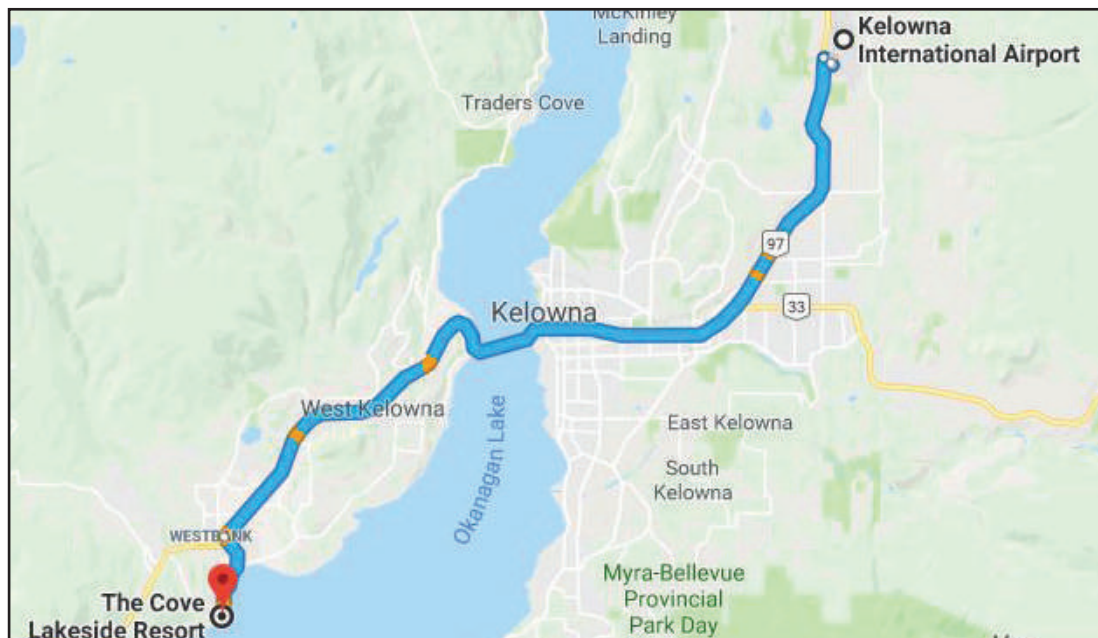 McKinley
Landing
Kelowna
International Airport
Traders Cove
97
33
Kelowna
West Kelowna
East Kelowna
Okanagan Lake
South
Kelowna
WESTBANK
Myra-Bellevue
Provincial
Park Day
The Cove
Lakeside Resort